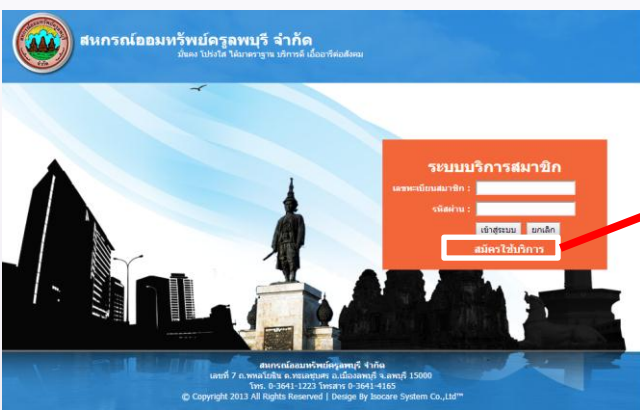 สหกรณ์ออมทรัพย์ครูลพบุรี จำกัด
มั่นคง โปร่งใส ได้มาตราฐาน บริการดี เอื้ออารีต่อสังคม
ระบบบริการสมาชิก
เลขทะเบียนสมาชิก :
รหัสผ่าน :
เข้าสู่ระบบ ยกเลิก
สมัครใช้บริการ
สหกรณ์ออมทรัพย์ครูลพบุรี จำกัด
เลขที่ 7 ถ.พหลโยธิน ต.ทะเลชุบศร อ.เมืองลพบุรี จ.ลพบุรี 15000
โทร. 0-3641-1223 โทรสาร 0-3641-4165
© Copyright 2013 All Rights Reserved | Design By Isocare System Co.,Ltd™